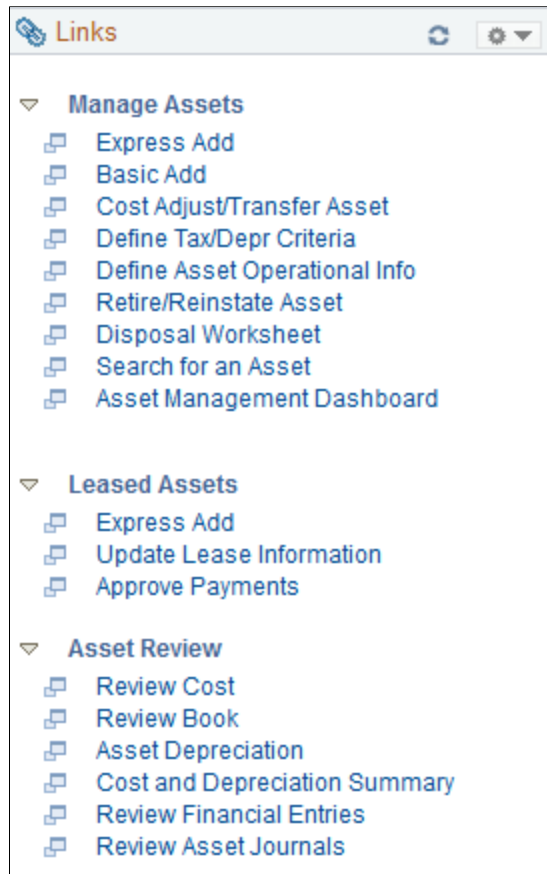 Links
Manage Assets
Express Add
Basic Add
Cost Adjust/Transfer Asset
Define Tax/Depr Criteria
Define Asset Operational Info
Retire/Reinstate Asset
Disposal Worksheet
Search for an Asset
Asset Management Dashboard
Leased Assets
Express Add
Update Lease Information
Approve Payments
Asset Review
Review Cost
Review Book
Asset Depreciation
Cost and Depreciation Summary
Review Financial Entries
Review Asset Journals